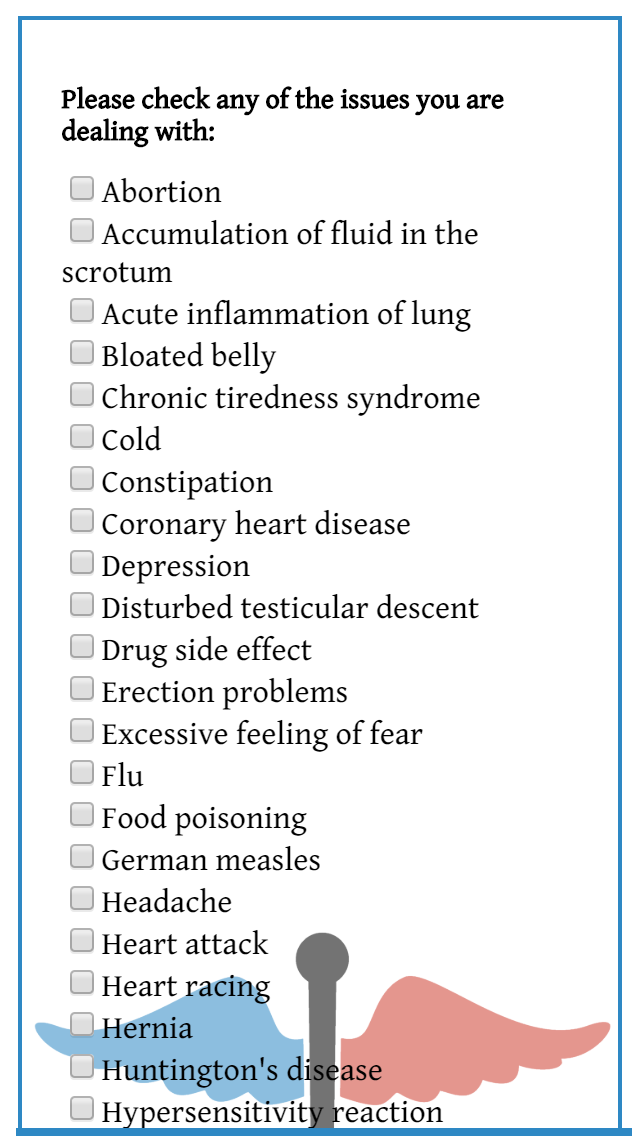 Please check any of the issues you are
dealing with:
Abortion
Accumulation of fluid in the
scrotum
Acute inflammation of lung
Bloated belly
Chronic tiredness syndrome
Cold
Constipation
Coronary heart disease
Depression
Disturbed testicular descent
Drug side effect
Erection problems
Excessive feeling of fear
Flu
Food poisoning
German measles
Headache
Heart attack
Heart racing
Hernia
Huntington's disease
Hypersensitivity reaction